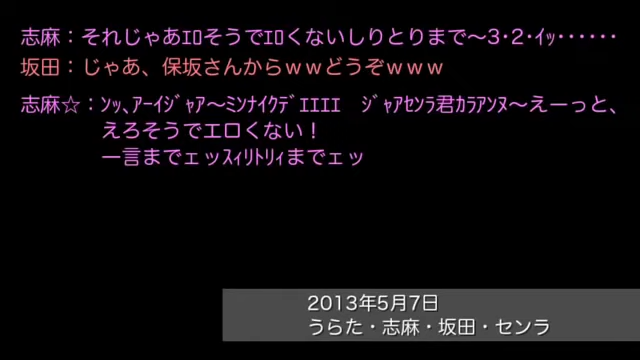 志麻：それじゃあｴﾛそうでｴﾛくないしりとりまで～3･2･ｲｯ･･････
坂田：じゃあ、保坂さんからｗｗどうぞｗｗｗ
志麻☆：ﾝｯ､ｱーｲｼﾞｬｱ～ﾐﾝﾅｲｸﾃﾞｴｴｴｴ　ｼﾞｬｱｾﾝﾗ君ｶﾗｱﾝﾇ～えーっと、
えろそうでエロくない！
一言までェッｽｨﾘﾄﾘｨまでェッ
2013年5月7日
うらた・志麻・坂田・センラ